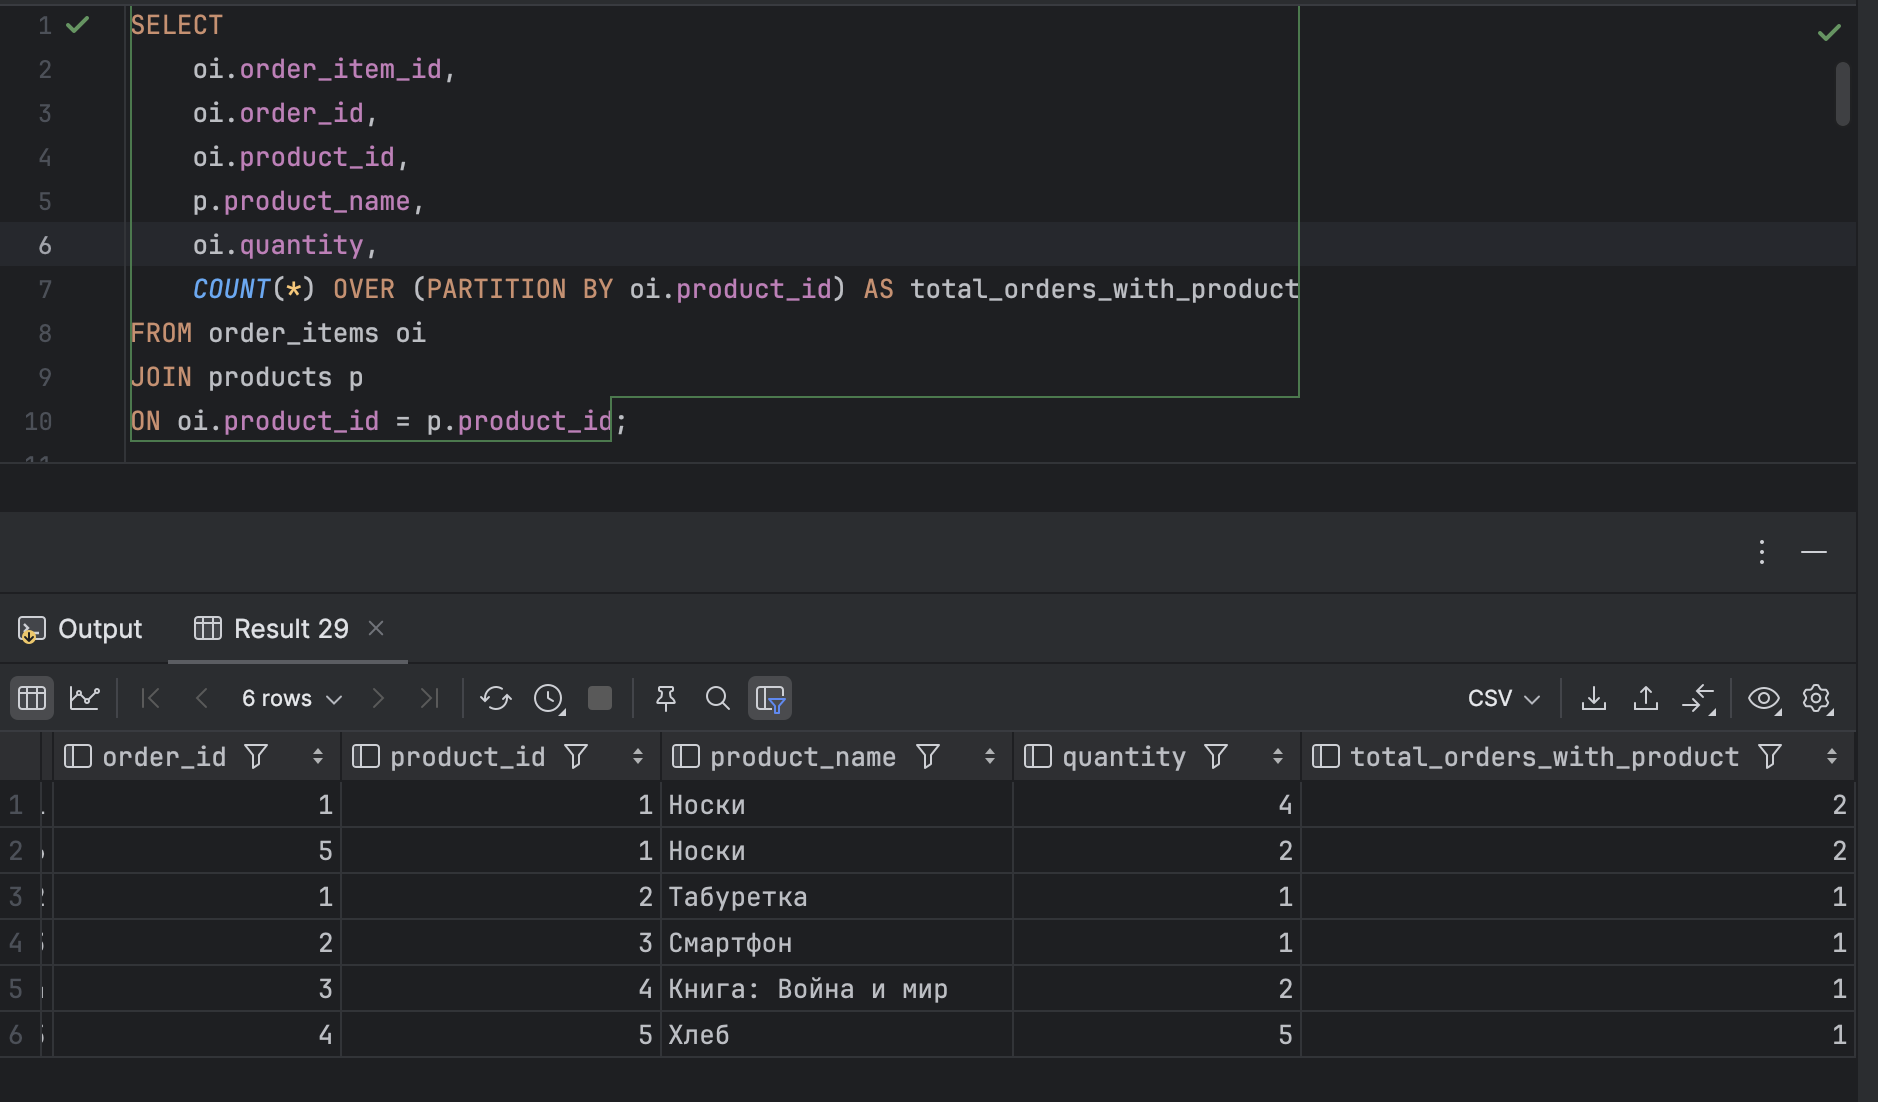 1 SELECT
2 oi.order_item_id,
3 oi.order_id,
4 oi.product_id,
5 p.product_name,
6 oi.quantity,
7 COUNT(*) OVER (PARTITION BY oi.product_id) AS total_orders_with_product
8 FROM order_items oi
9 JOIN products p
10 ON oi.product_id = p.product_id;
Output Result 29
6 rows CSV
order_id product_id product_name quantity total_orders_with_product
1 1 1 Носки 4 2
2 5 1 Носки 2 2
3 1 2 Табуретка 1 1
4 2 3 Смартфон 1 1
5 3 4 Книга: Война и мир 2 1
6 4 5 Хлеб 5 1